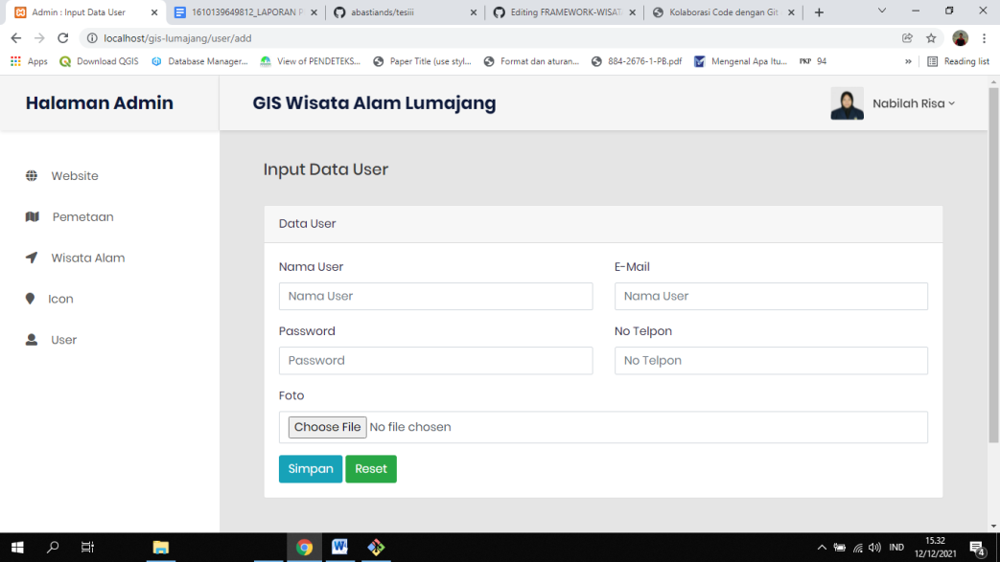 Admin : Input Data User
1610139649812_LAPORAN P
abastiands/tesiii
Editing FRAMEWORK-WISAT
Kolaborasi Code dengan Git
localhost/gis-lumajang/user/add
Apps
Download QGIS
Database Manager...
View of PENDETEKS...
Paper Title (use styl...
Format dan aturan...
884-2676-1-PB.pdf
Mengenal Apa Itu...
PKP 94
»
Reading list
Halaman Admin
GIS Wisata Alam Lumajang
Nabilah Risa
Website
Pemetaan
Wisata Alam
Icon
User
Input Data User
Data User
Nama User
E-Mail
Nama User
Nama User
Password
No Telpon
Password
No Telpon
Foto
Choose File No file chosen
Simpan
Reset
IND
15.32
12/12/2021
4